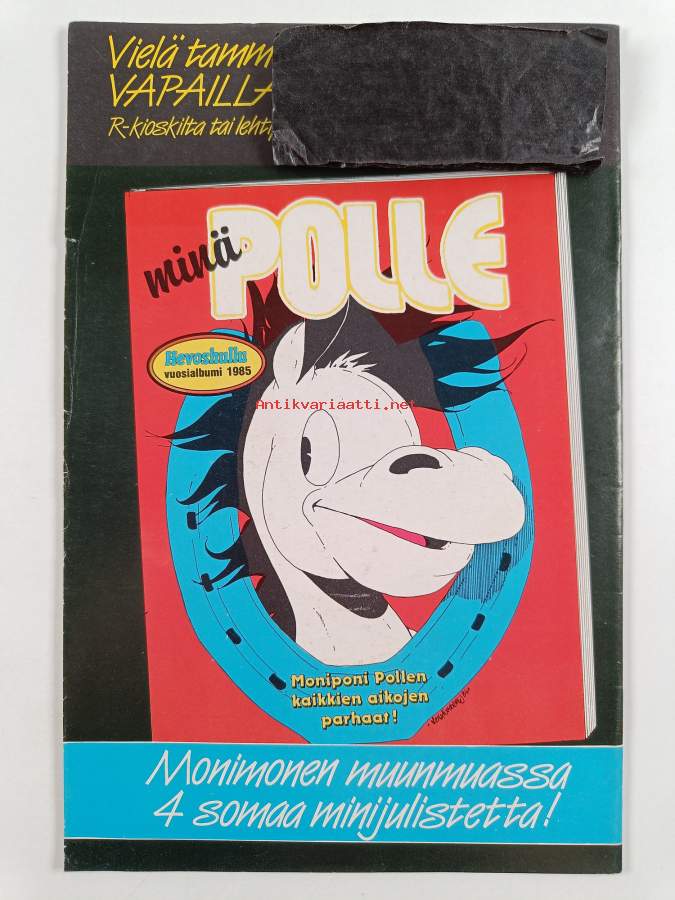 Vielä tamm
VAPAILLA
R-kioskilta tai lehti
minä POLLE
Hevoshullu
vuosialbumi 1985
Antikvariaatti.net
Moniponi Pollen
kaikkien aikojen
parhaat!
Monimonen muunmuassa
4 somaa minijulistetta!